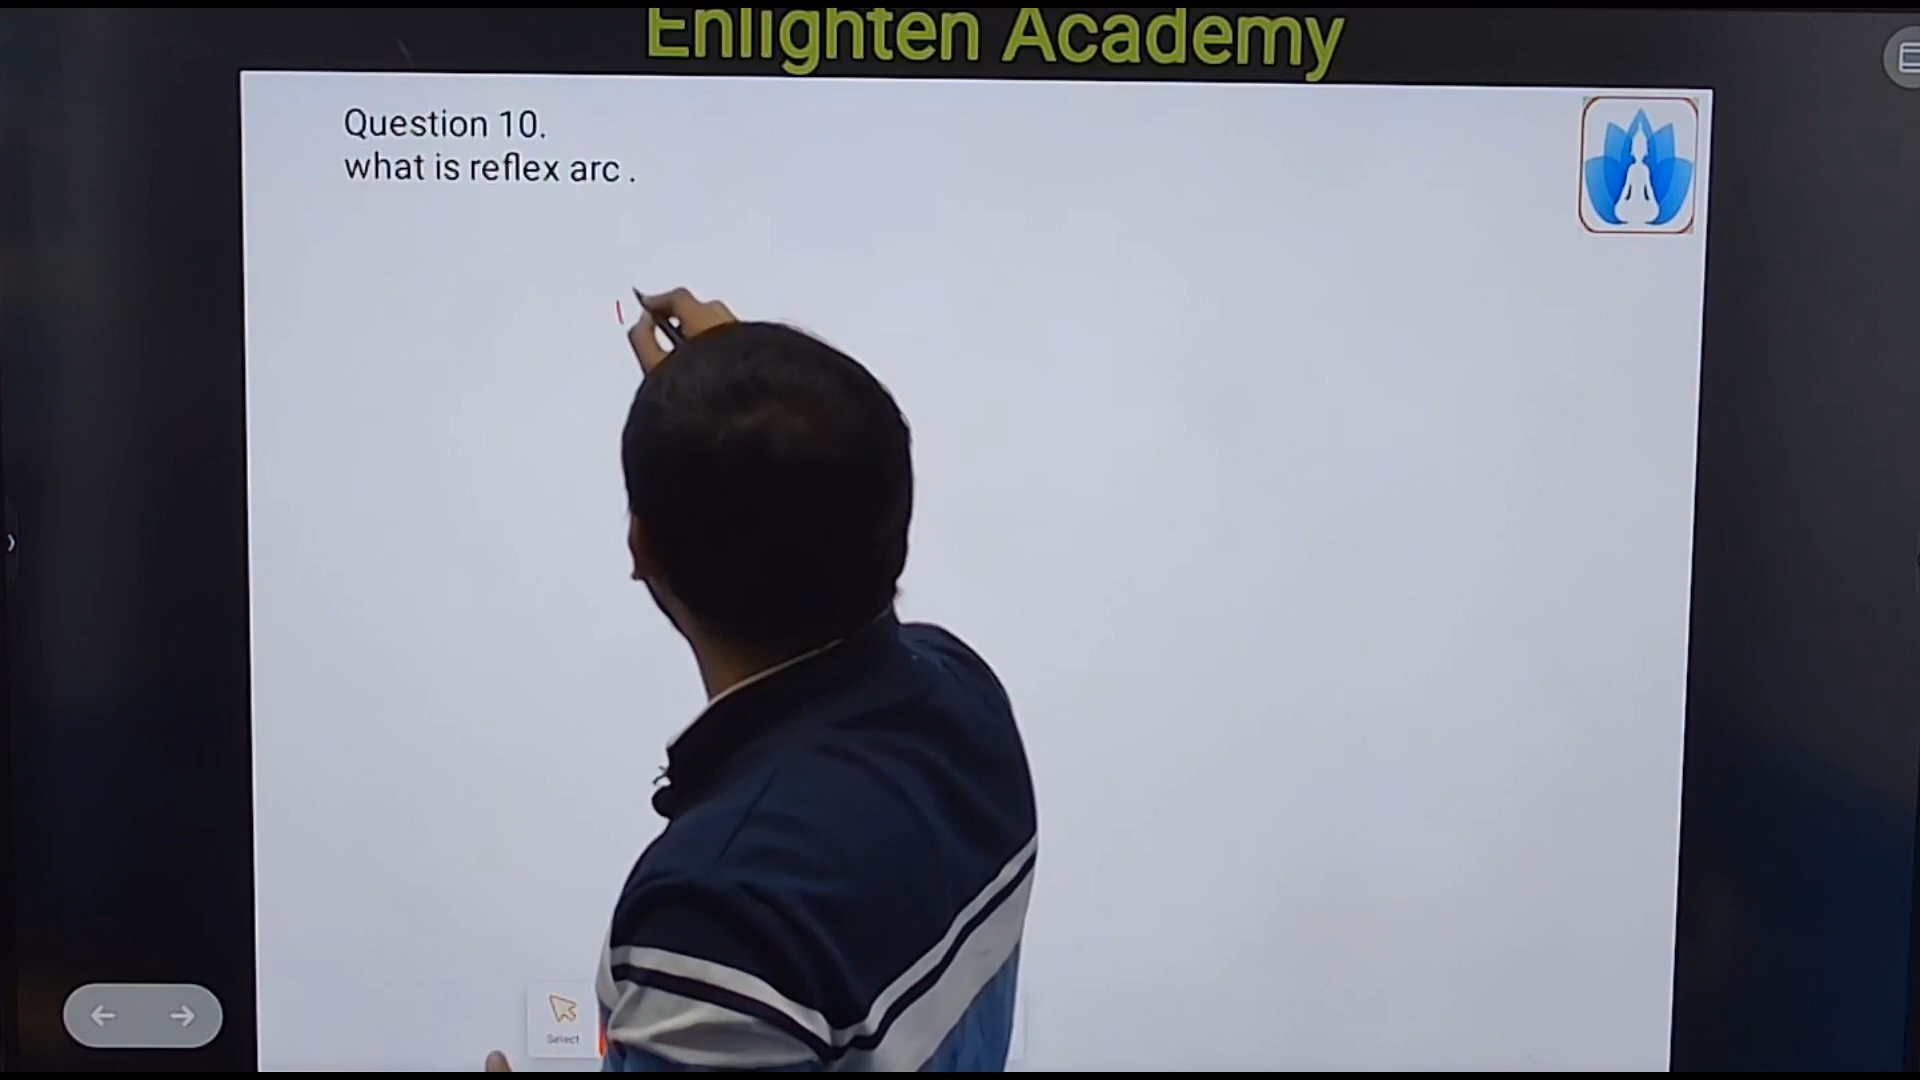 Enlighten Academy
Question 10.
what is reflex arc .
Select